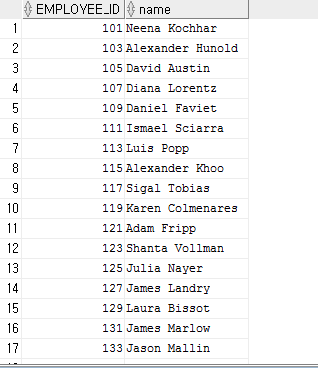 EMPLOYEE_ID name
1 101 Neena Kochhar
2 103 Alexander Hunold
3 105 David Austin
4 107 Diana Lorentz
5 109 Daniel Faviet
6 111 Ismael Sciarra
7 113 Luis Popp
8 115 Alexander Khoo
9 117 Sigal Tobias
10 119 Karen Colmenares
11 121 Adam Fripp
12 123 Shanta Vollman
13 125 Julia Nayer
14 127 James Landry
15 129 Laura Bissot
16 131 James Marlow
17 133 Jason Mallin